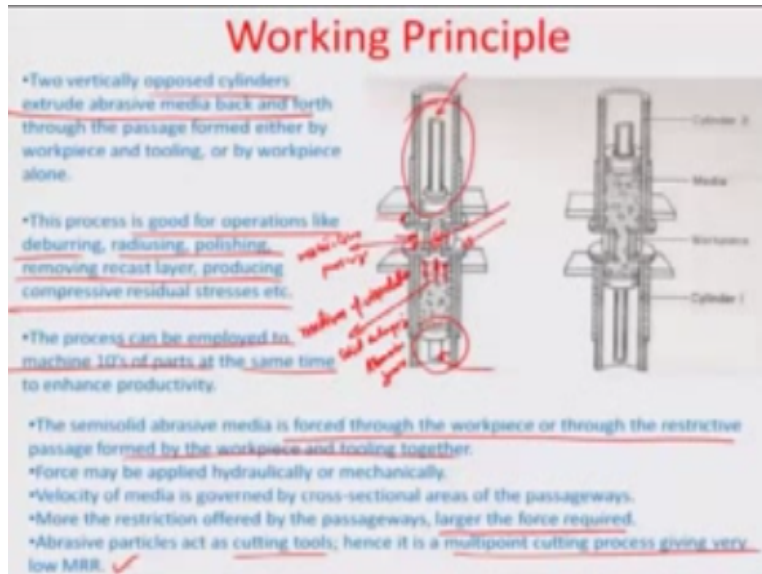 Working Principle
•Two vertically opposed cylinders
extrude abrasive media back and forth
through the passage formed either by
workpiece and tooling, or by workpiece
alone.
•This process is good for operations like
deburring, radiusing, polishing,
removing recast layer, producing
compressive residual stresses etc.
•The process can be employed to
machine 10's of parts at the same time
to enhance productivity.
Cylinder 2
Media
Workpiece
Cylinder 1
•The semisolid abrasive media is forced through the workpiece or through the restrictive
passage formed by the workpiece and tooling together.
•Force may be applied hydraulically or mechanically.
•Velocity of media is governed by cross-sectional areas of the passageways.
•More the restriction offered by the passageways, larger the force required.
•Abrasive particles act as cutting tools, hence it is a multipoint cutting process giving very
low MRR.